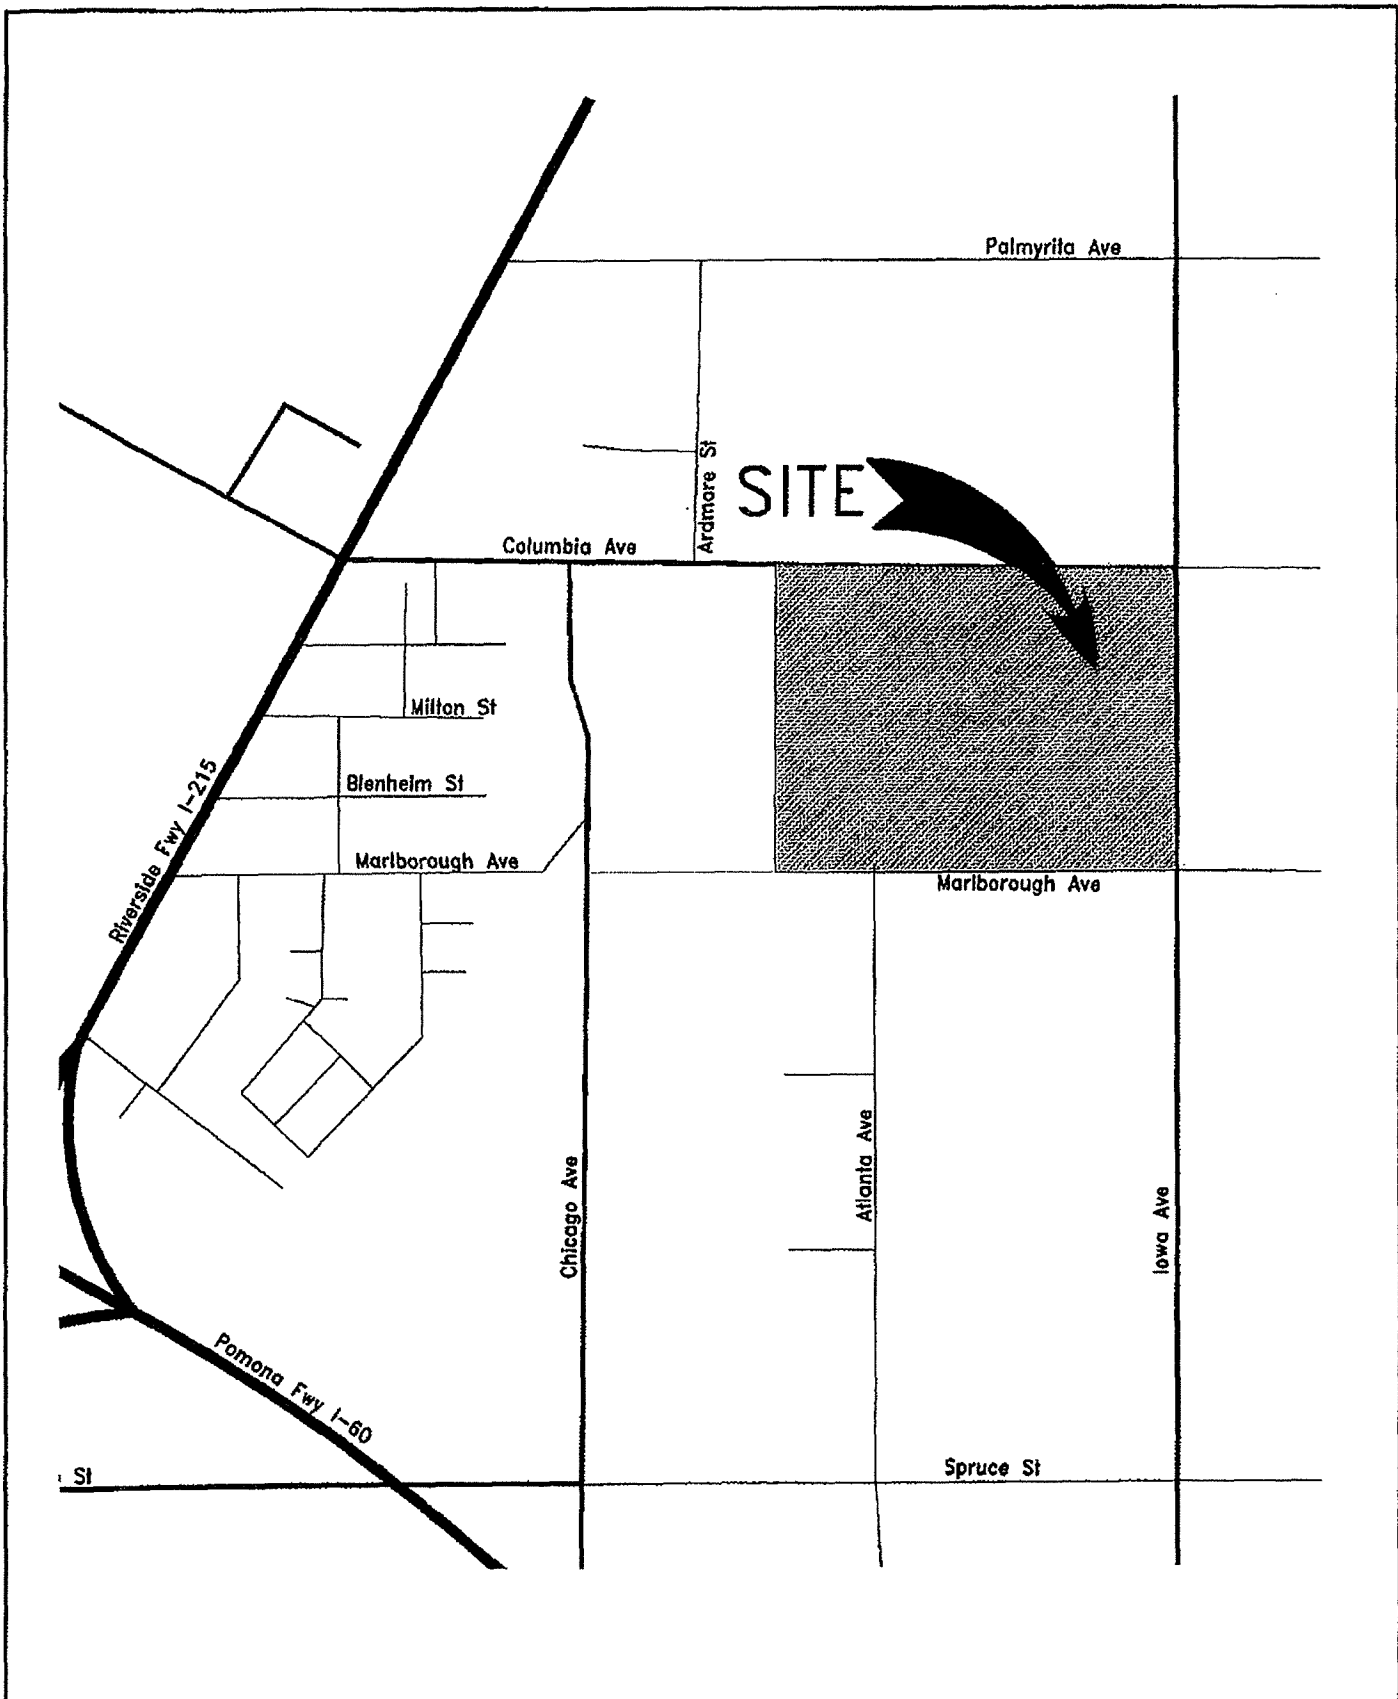 Palmyrita Ave
Ardmore St
SITE
Columbia Ave
Milton St
Blenheim St
Riverside Fwy I-215
Marlborough Ave
Marlborough Ave
Atlanta Ave
Chicago Ave
Iowa Ave
Pomona Fwy I-60
St
Spruce St